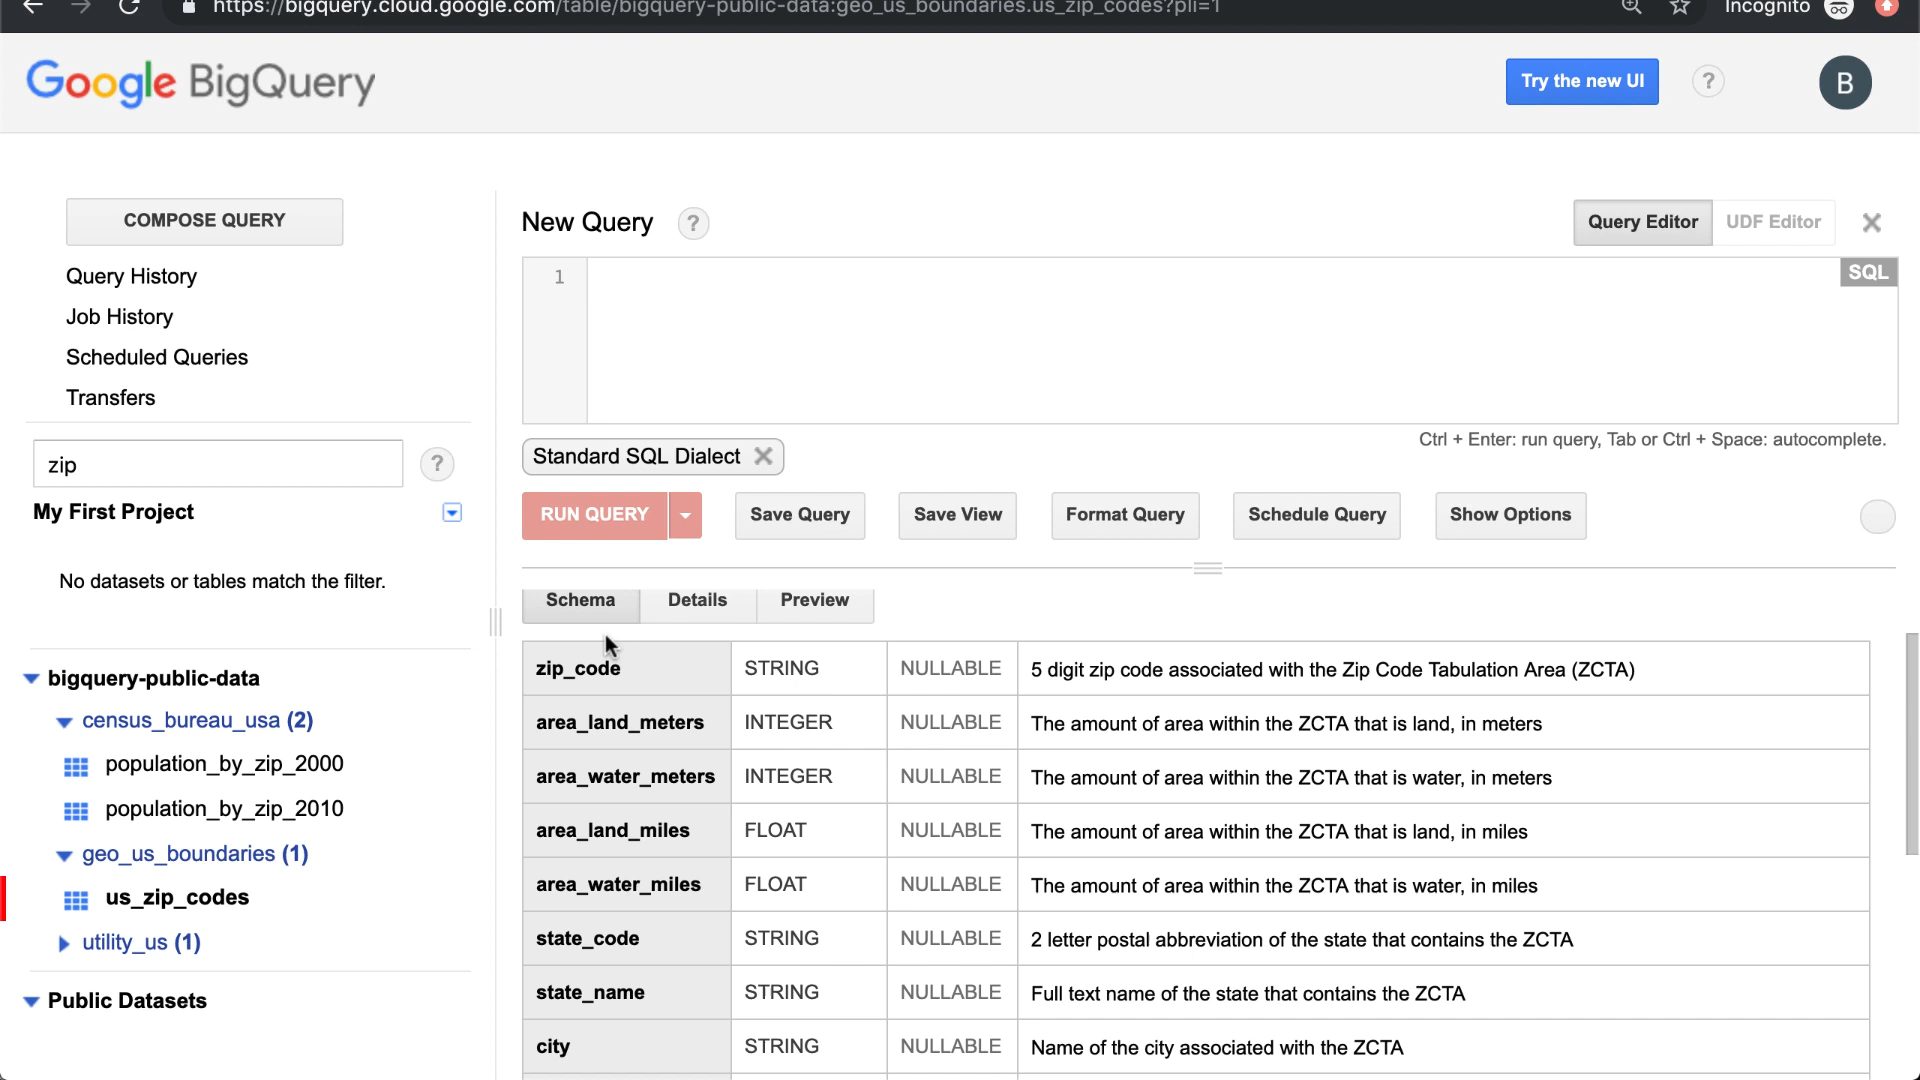 https://bigquery.cloud.google.com/table/bigquery-public-data:geo_us_boundaries.us_zip_codes?pli=1
Incognito
Google BigQuery
Try the new UI
?
B
COMPOSE QUERY
Query History
Job History
Scheduled Queries
Transfers
zip
?
My First Project
No datasets or tables match the filter.
bigquery-public-data
census_bureau_usa (2)
population_by_zip_2000
population_by_zip_2010
geo_us_boundaries (1)
us_zip_codes
utility_us (1)
Public Datasets
New Query ?
Query Editor UDF Editor
1
SQL
Ctrl + Enter: run query, Tab or Ctrl + Space: autocomplete.
Standard SQL Dialect
RUN QUERY Save Query Save View Format Query Schedule Query Show Options
Schema Details Preview
zip_code STRING NULLABLE 5 digit zip code associated with the Zip Code Tabulation Area (ZCTA)
area_land_meters INTEGER NULLABLE The amount of area within the ZCTA that is land, in meters
area_water_meters INTEGER NULLABLE The amount of area within the ZCTA that is water, in meters
area_land_miles FLOAT NULLABLE The amount of area within the ZCTA that is land, in miles
area_water_miles FLOAT NULLABLE The amount of area within the ZCTA that is water, in miles
state_code STRING NULLABLE 2 letter postal abbreviation of the state that contains the ZCTA
state_name STRING NULLABLE Full text name of the state that contains the ZCTA
city STRING NULLABLE Name of the city associated with the ZCTA